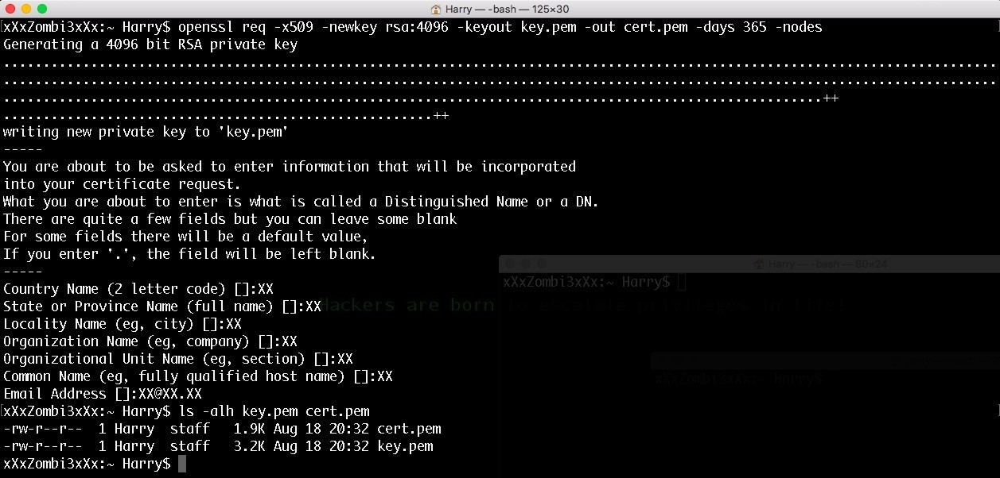 Harry — -bash — 125×30
[xXxZombi3xXx:~ Harry$ openssl req -x509 -newkey rsa:4096 -keyout key.pem -out cert.pem -days 365 -nodes
Generating a 4096 bit RSA private key
.............................................................................................................................
.............................................................................................................................
.......................................................................................................++
......................................................++
writing new private key to 'key.pem'
-----
You are about to be asked to enter information that will be incorporated
into your certificate request.
What you are about to enter is what is called a Distinguished Name or a DN.
There are quite a few fields but you can leave some blank
For some fields there will be a default value,
If you enter '.', the field will be left blank.
-----
Harry — -bash — 80×24
xXxZombi3xXx:~ Harry$
Country Name (2 letter code) []:XX
State or Province Name (full name) []:XX
Hackers are born in escalate privileges in life!
Locality Name (eg, city) []:XX
Organization Name (eg, company) []:XX
Organizational Unit Name (eg, section) []:XX
Common Name (eg, fully qualified host name) []:XX
xXxZombi3xXx:~ Harry$
Email Address []:XX@XX.XX
[xXxZombi3xXx:~ Harry$ ls -alh key.pem cert.pem
-rw-r--r--  1 Harry  staff   1.9K Aug 18 20:32 cert.pem
-rw-r--r--  1 Harry  staff   3.2K Aug 18 20:32 key.pem
xXxZombi3xXx:~ Harry$